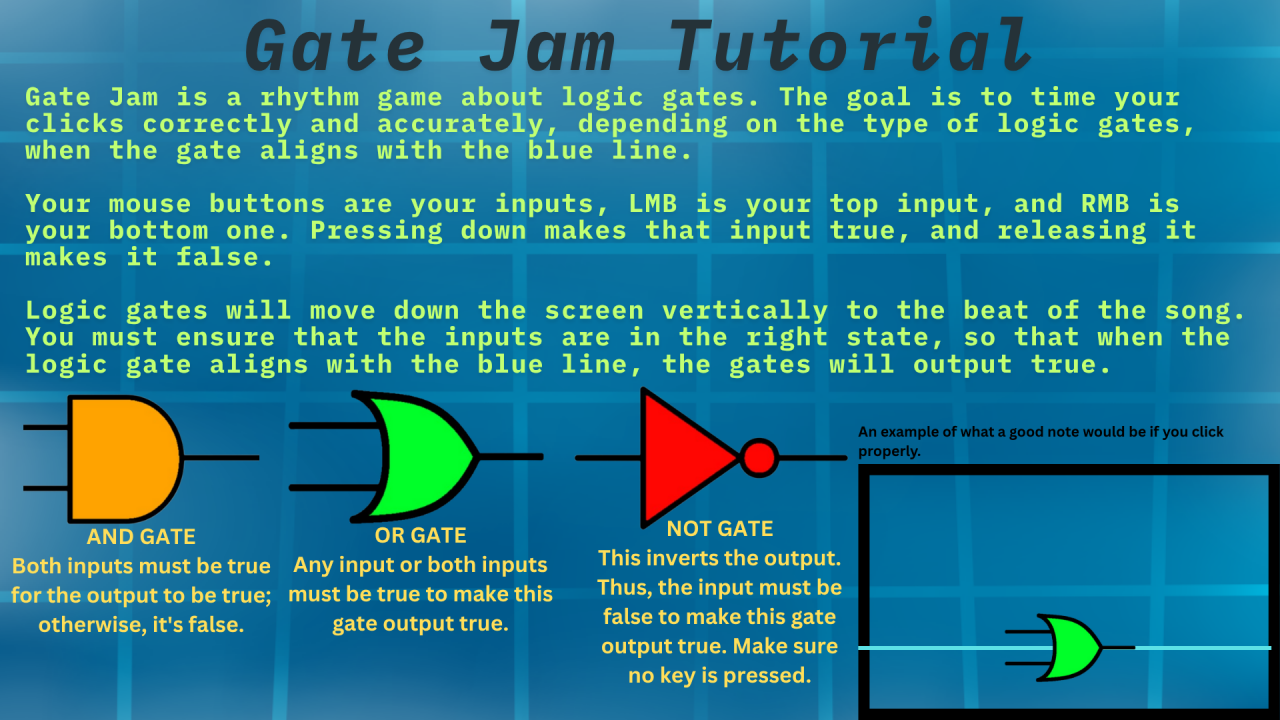 Gate Jam Tutorial
Gate Jam is a rhythm game about logic gates. The goal is to time your
clicks correctly and accurately, depending on the type of logic gates,
when the gate aligns with the blue line.
Your mouse buttons are your inputs, LMB is your top input, and RMB is
your bottom one. Pressing down makes that input true, and releasing it
makes it false.
Logic gates will move down the screen vertically to the beat of the song.
You must ensure that the inputs are in the right state, so that when the
logic gate aligns with the blue line, the gates will output true.
AND GATE
Both inputs must be true
for the output to be true;
otherwise, it's false.
OR GATE
Any input or both inputs
must be true to make this
gate output true.
NOT GATE
This inverts the output.
Thus, the input must be
false to make this gate
output true. Make sure
no key is pressed.
An example of what a good note would be if you click
properly.